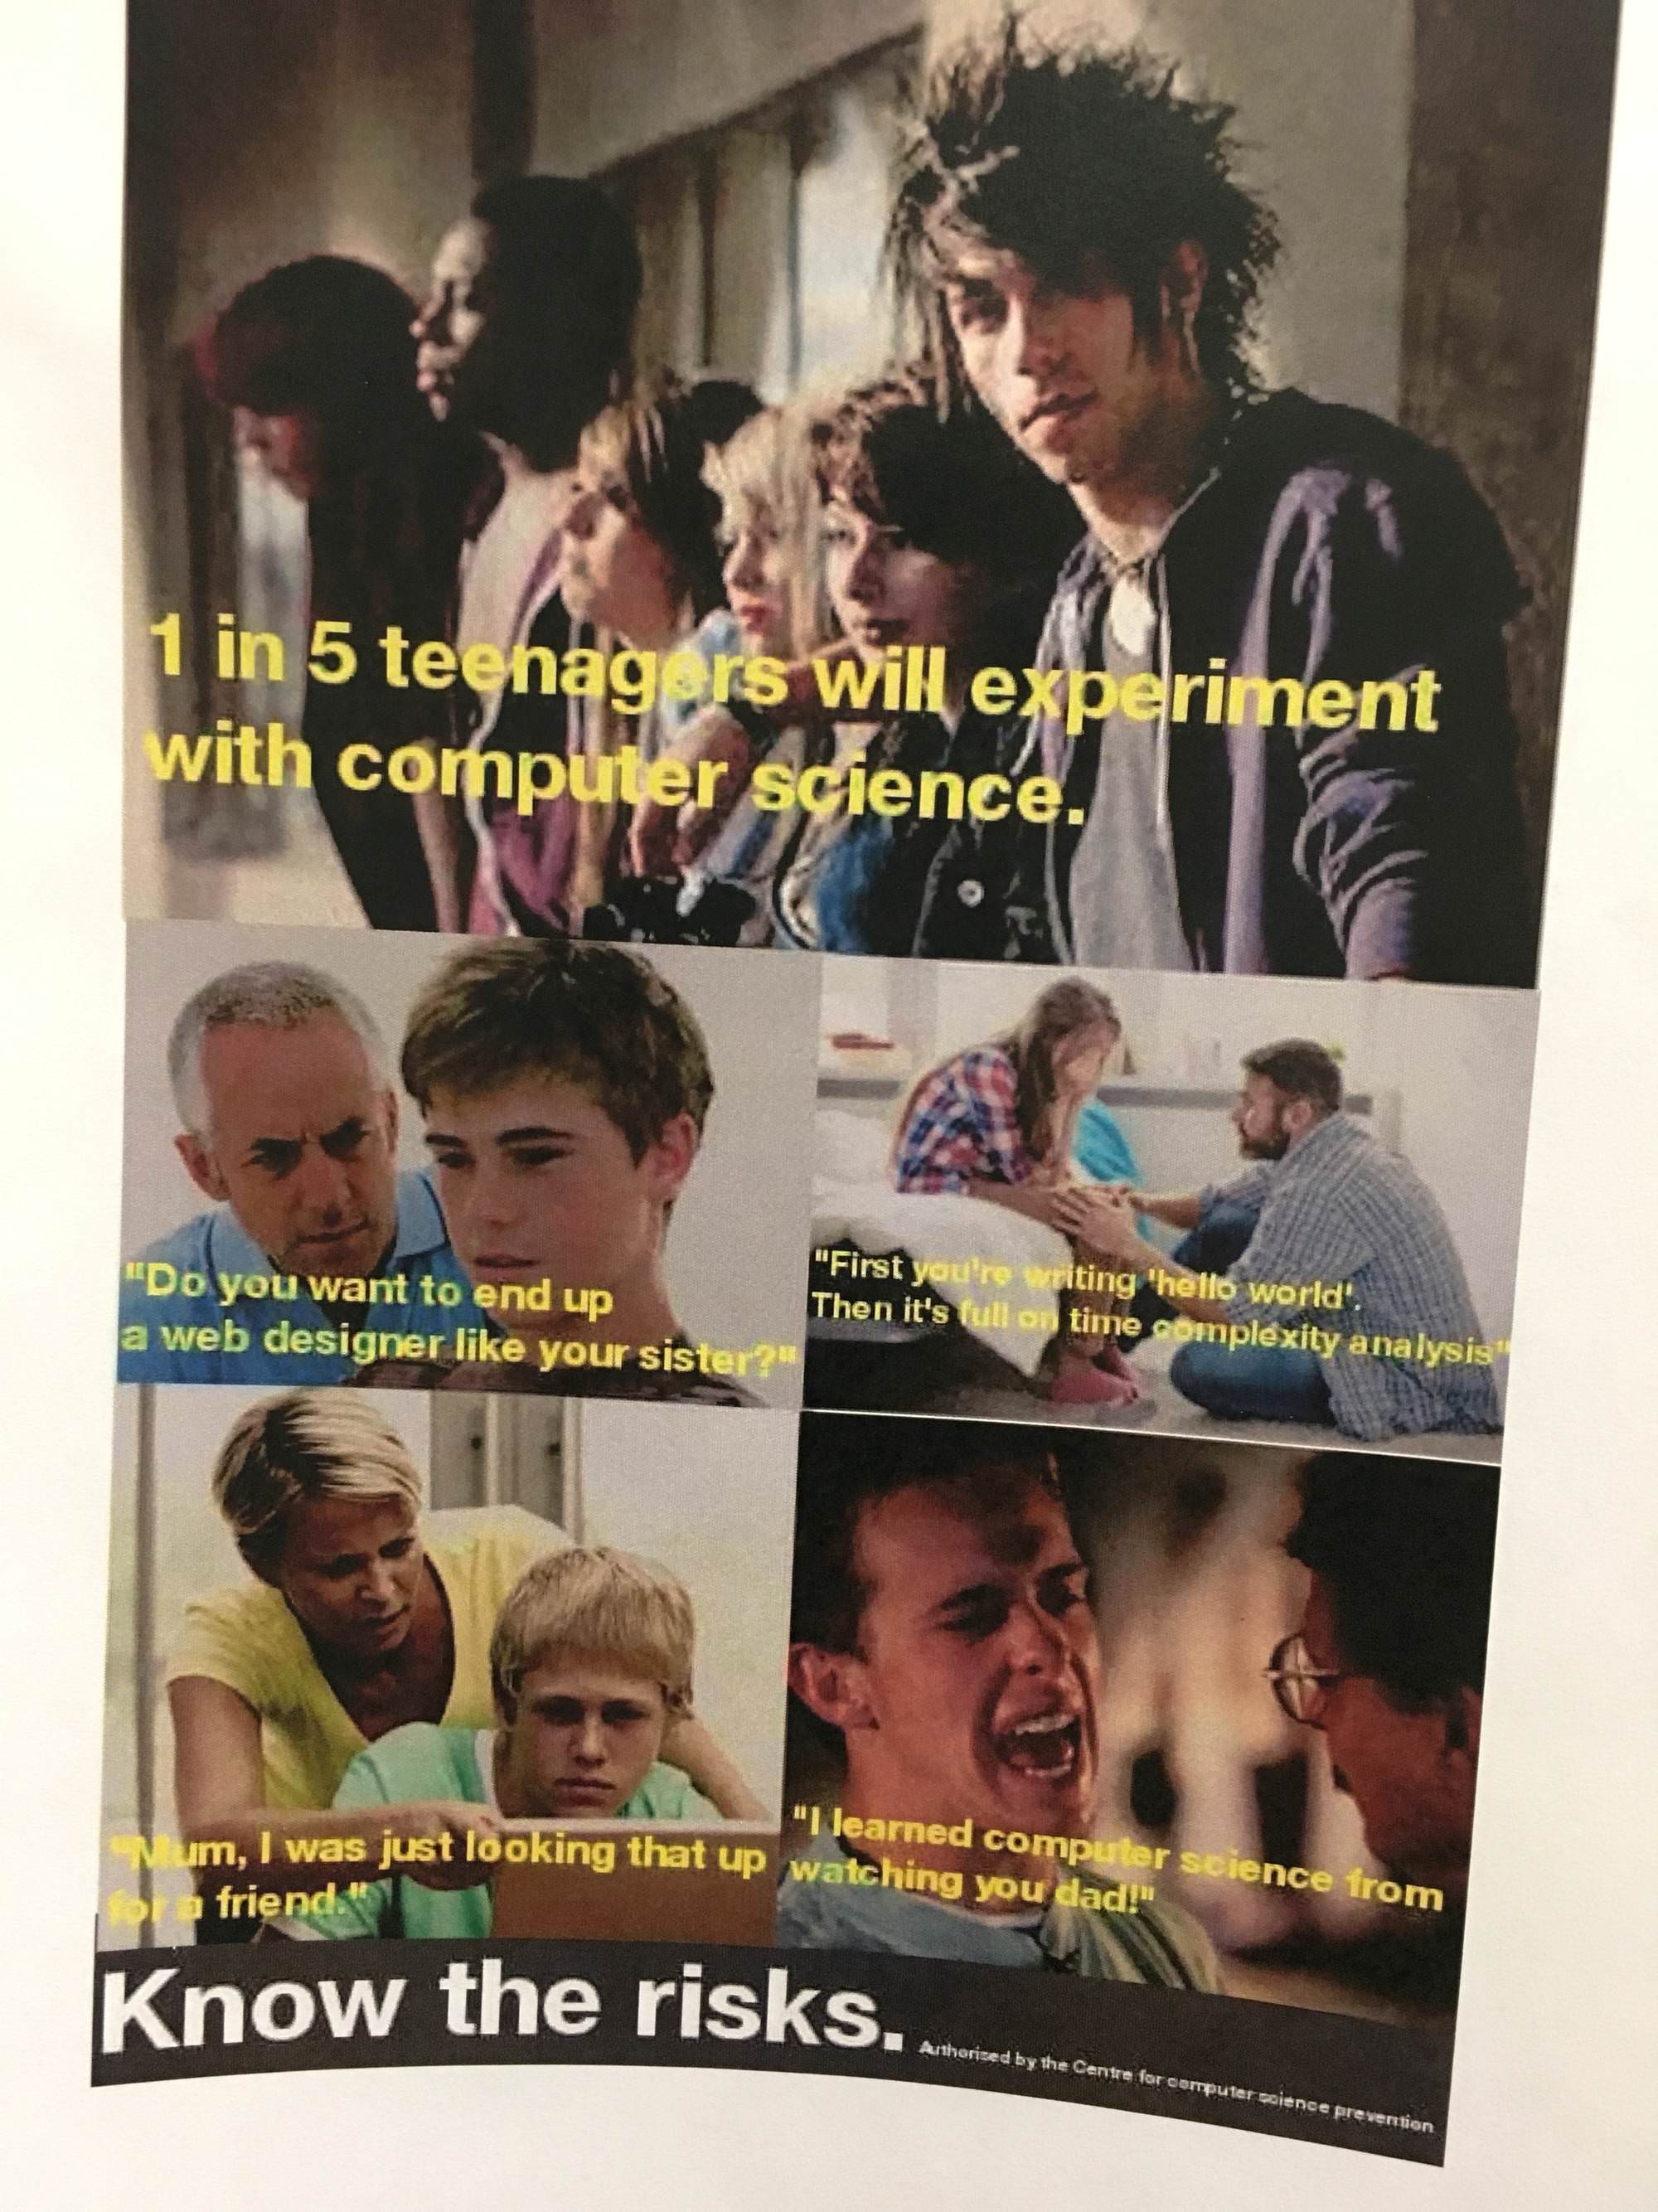 1 in 5 teenagers will experiment
with computer science.
"Do you want to end up
a web designer like your sister?"
"First you're writing 'hello world'.
Then it's full on time complexity analysis"
"Mum, I was just looking that up
for a friend."
"I learned computer science from
watching you dad!"
Know the risks.
Authorised by the Centre for computer science prevention